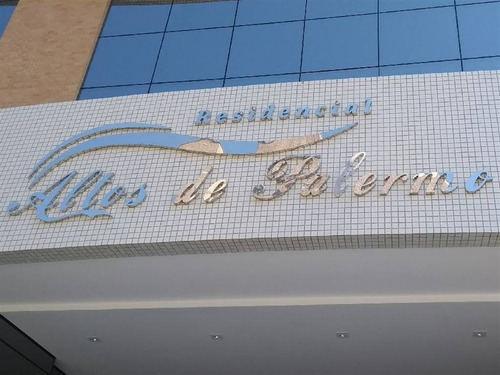 Residencial
Altos de Palermo